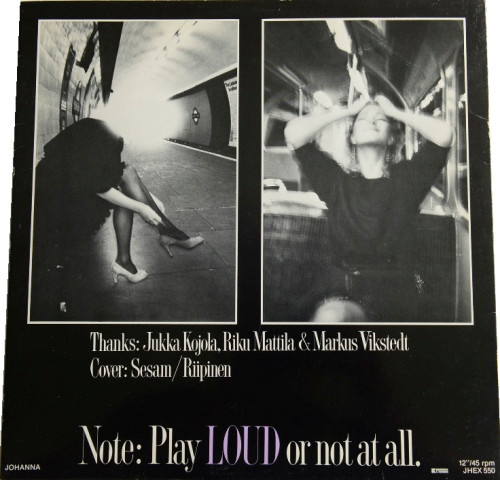 Thanks: Jukka Kojola, Riku Mattila & Markus Vikstedt
Cover: Sesam/Riipinen
Note: Play LOUD or not at all.
JOHANNA
12"/45 rpm
JHEX 550